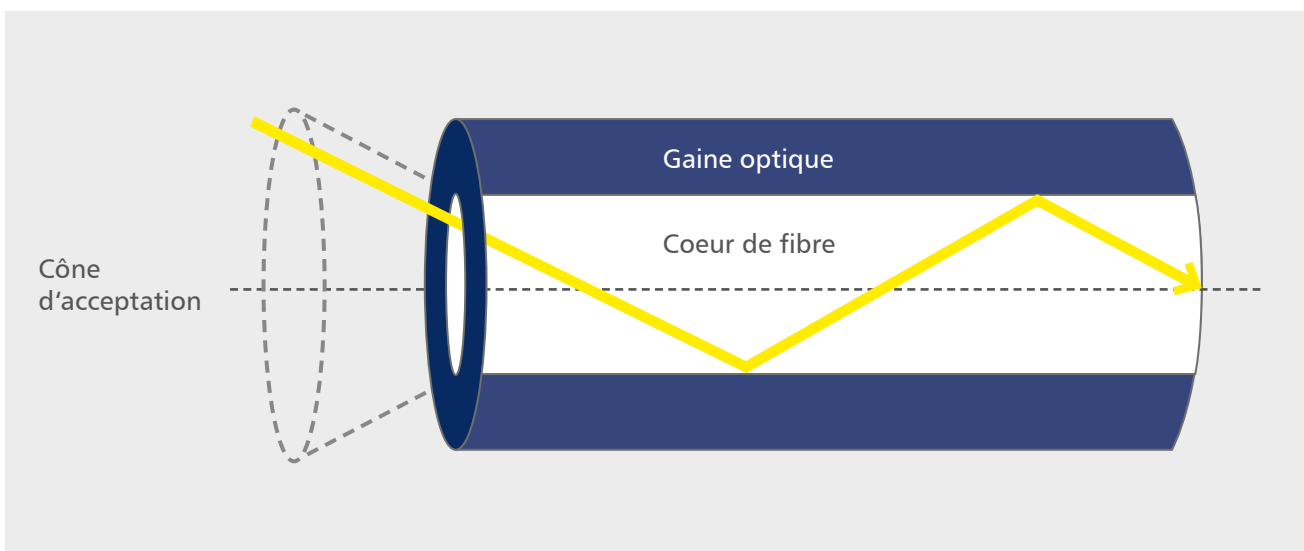 Gaine optique
Coeur de fibre
Cône
d‘acceptation